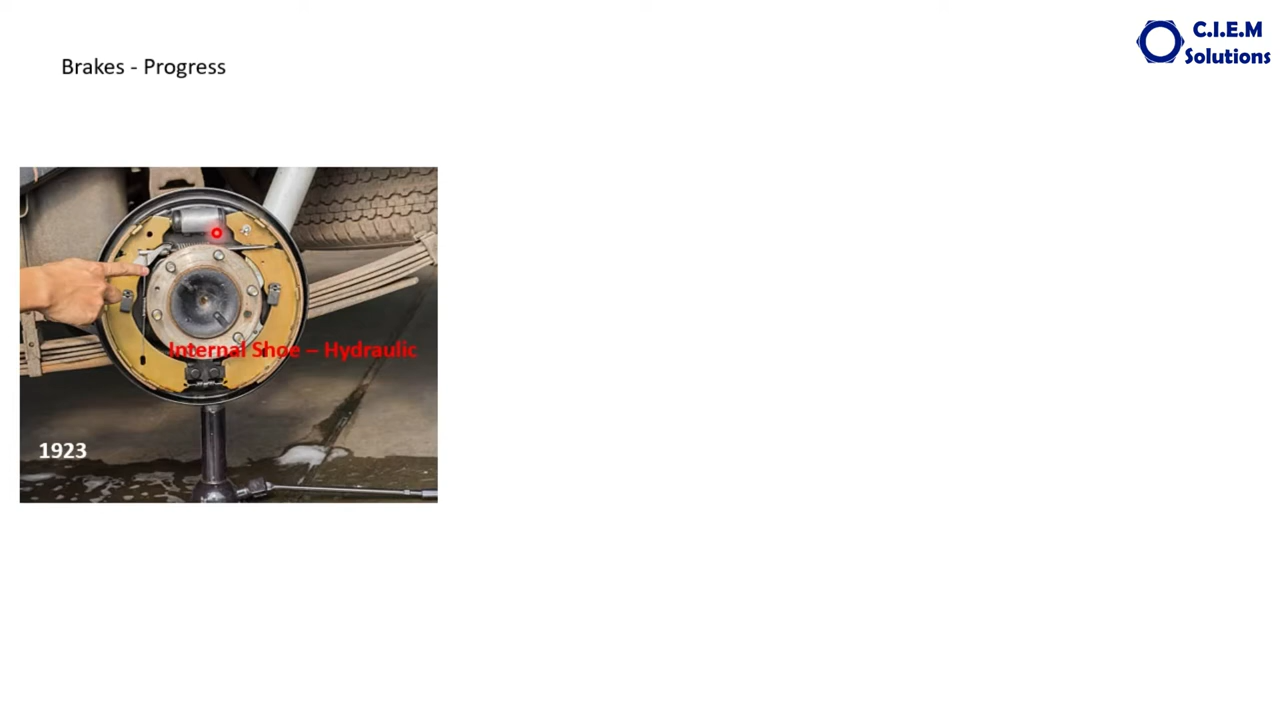 C.I.E.M
Solutions
Brakes - Progress
Internal Shoe – Hydraulic
1923